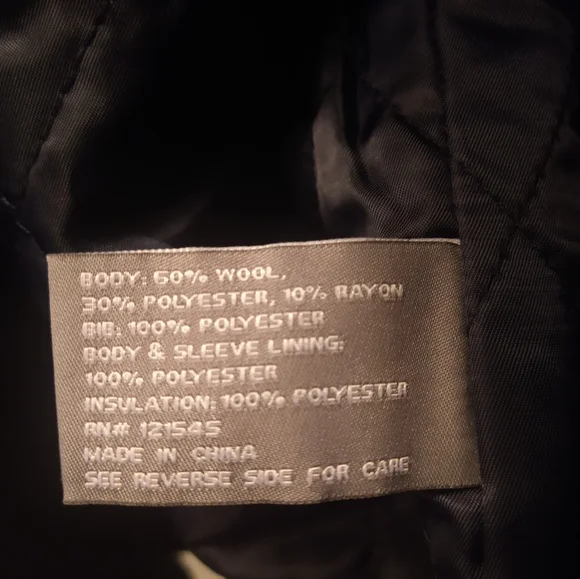 BODY: 60% WOOL,
30% POLYESTER, 10% RAYON
BIB: 100% POLYESTER
BODY & SLEEVE LINING:
100% POLYESTER
INSULATION: 100% POLYESTER
RN# 121545
MADE IN CHINA
SEE REVERSE SIDE FOR CARE